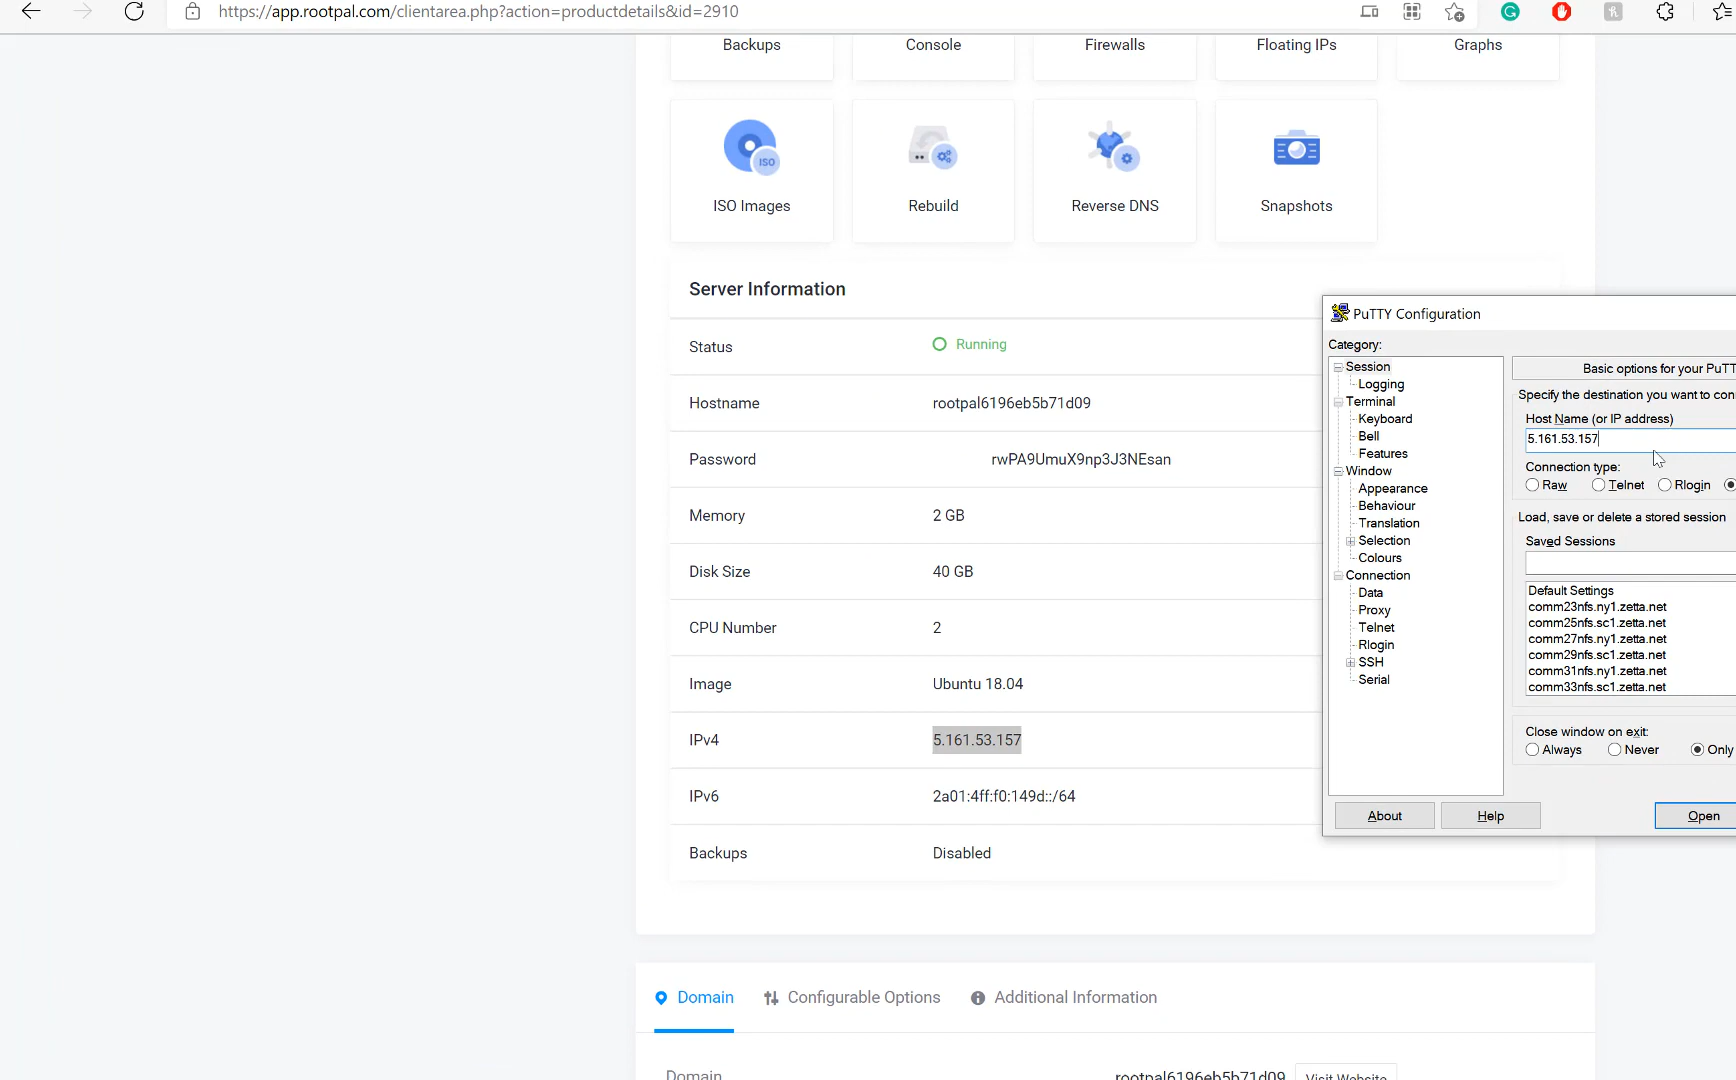 https://app.rootpal.com/clientarea.php?action=productdetails&id=2910
Backups
Console
Firewalls
Floating IPs
Graphs
ISO
ISO Images
Rebuild
Reverse DNS
Snapshots
Server Information
Status
Running
Hostname
rootpal6196eb5b71d09
Password
rwPA9UmuX9np3J3NEsan
Memory
2 GB
Disk Size
40 GB
CPU Number
2
Image
Ubuntu 18.04
IPv4
5.161.53.157
IPv6
2a01:4ff:f0:149d::/64
Backups
Disabled
Domain
Configurable Options
Additional Information
Domain
rootpal6196eb5b71d09
Visit Website
PuTTY Configuration
Category:
Session
Logging
Terminal
Keyboard
Bell
Features
Window
Appearance
Behaviour
Translation
Selection
Colours
Connection
Data
Proxy
Telnet
Rlogin
SSH
Serial
Basic options for your PuTT
Specify the destination you want to con
Host Name (or IP address)
5.161.53.157
Connection type:
Raw
Telnet
Rlogin
Load, save or delete a stored session
Saved Sessions
Default Settings
comm23nfs.ny1.zetta.net
comm25nfs.sc1.zetta.net
comm27nfs.ny1.zetta.net
comm29nfs.sc1.zetta.net
comm31nfs.ny1.zetta.net
comm33nfs.sc1.zetta.net
Close window on exit:
Always
Never
Only
About
Help
Open